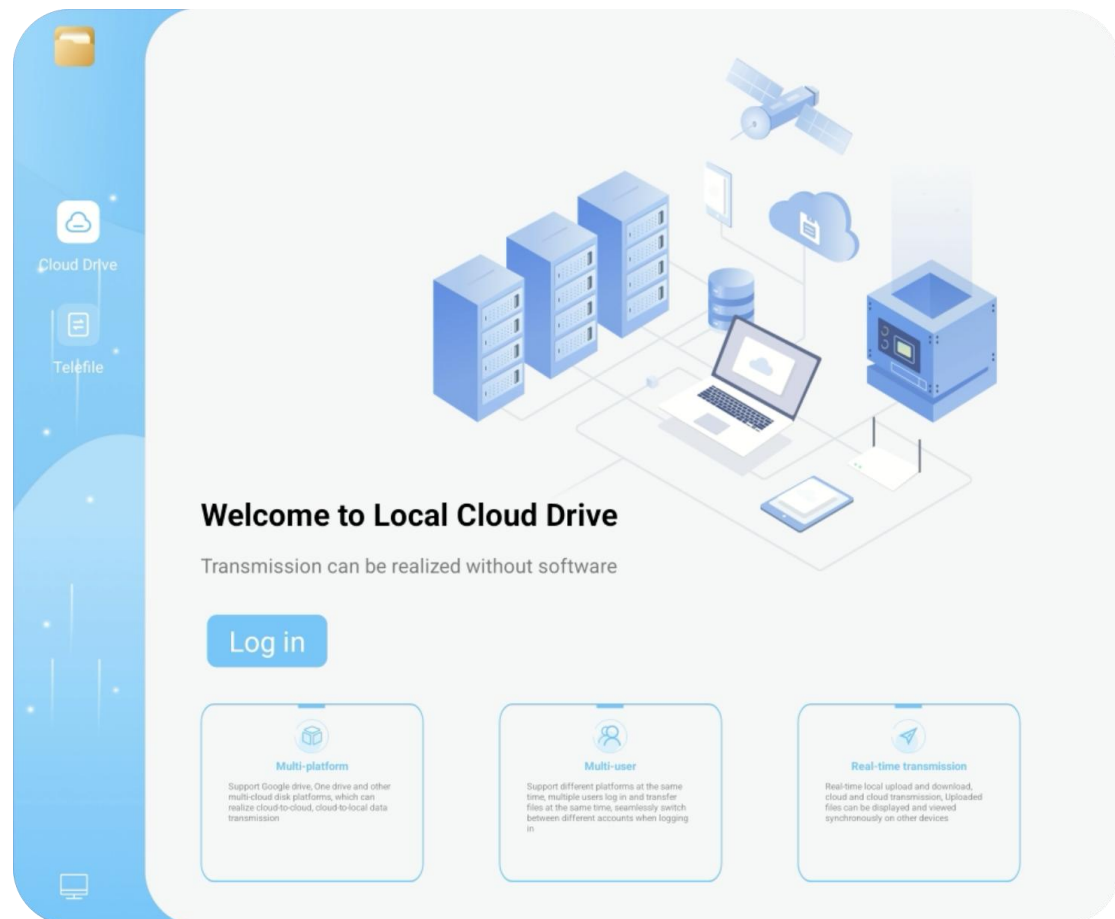 Cloud Drive
Telefile
Welcome to Local Cloud Drive
Transmission can be realized without software
Log in
Multi-platform
Support Google drive, One drive and other
multi-cloud disk platforms, which can
realize cloud-to-cloud, cloud-to-local data
transmission
Multi-user
Support different platforms at the same
time, multiple users log in and transfer
files at the same time, seamlessly switch
between different accounts when logging
in
Real-time transmission
Real-time local upload and download,
cloud and cloud transmission, Uploaded
files can be displayed and viewed
synchronously on other devices